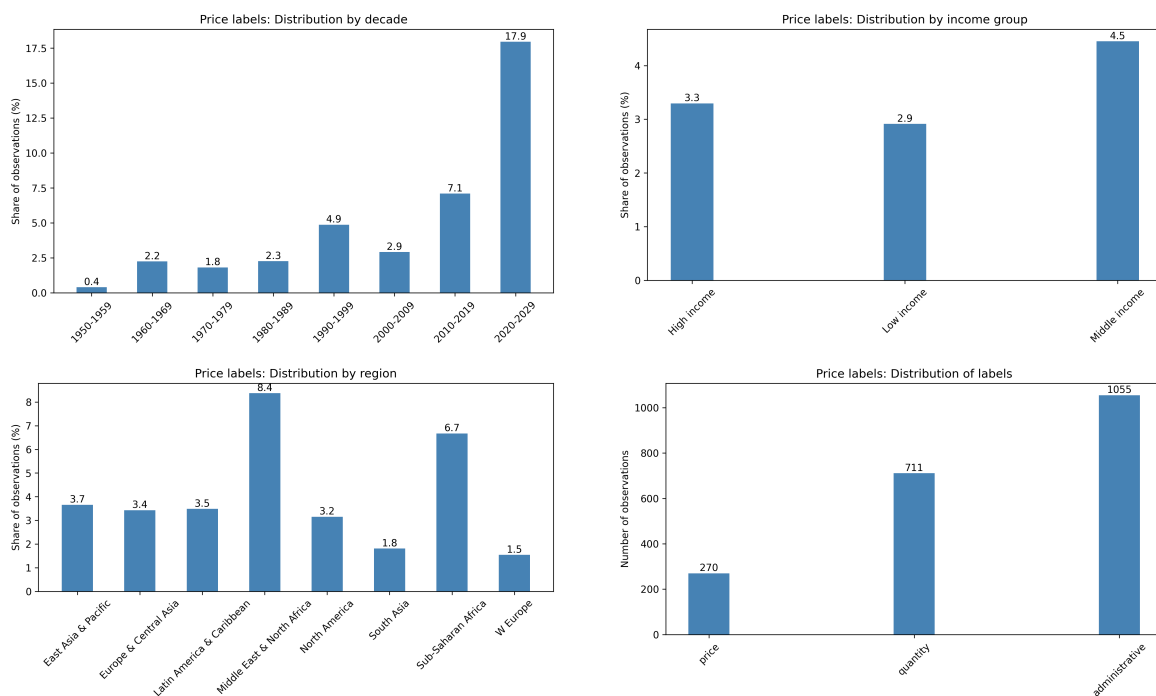 Price labels: Distribution by decade
Share of observations (%)
17.5
15.0
12.5
10.0
7.5
5.0
2.5
0.0
0.4
2.2
1.8
2.3
4.9
2.9
7.1
17.9
1950-1959
1960-1969
1970-1979
1980-1989
1990-1999
2000-2009
2010-2019
2020-2029
Price labels: Distribution by income group
Share of observations (%)
4
3
2
1
0
3.3
2.9
4.5
High income
Low income
Middle income
Price labels: Distribution by region
Share of observations (%)
8
7
6
5
4
3
2
1
0
3.7
3.4
3.5
8.4
3.2
1.8
6.7
1.5
East Asia & Pacific
Europe & Central Asia
Latin America & Caribbean
Middle East & North Africa
North America
South Asia
Sub-Saharan Africa
W Europe
Price labels: Distribution of labels
Number of observations
1000
800
600
400
200
0
270
711
1055
price
quantity
administrative